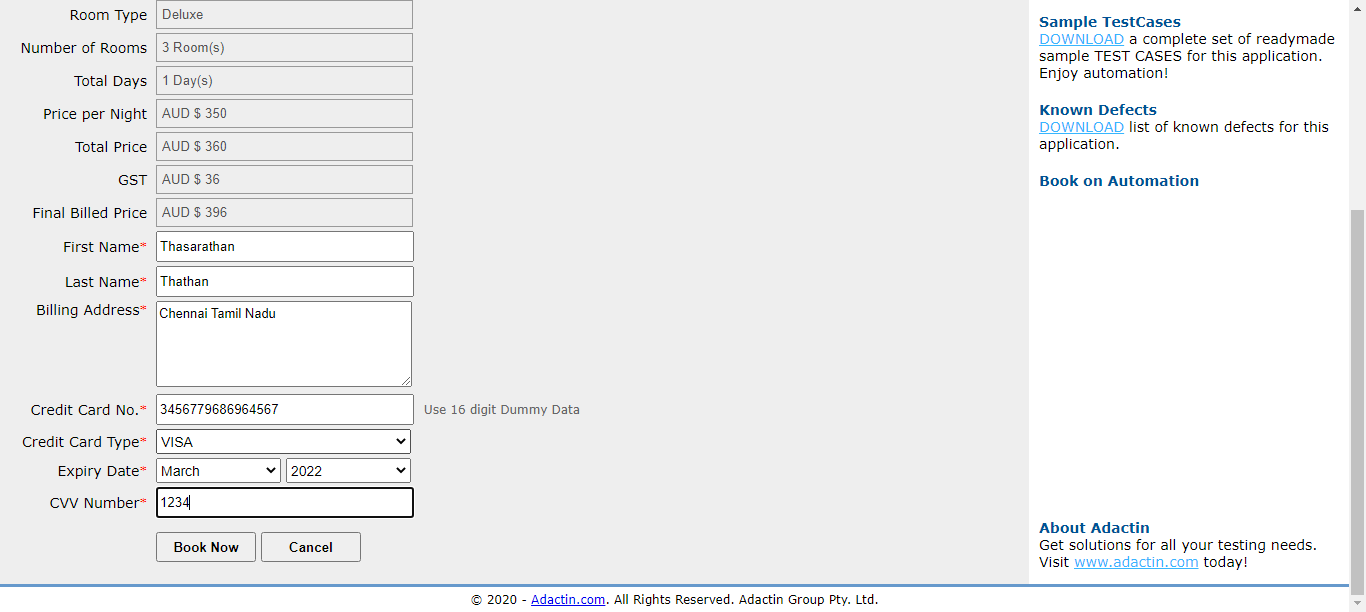 Room Type Deluxe
Number of Rooms 3 Room(s)
Total Days 1 Day(s)
Price per Night AUD $ 350
Total Price AUD $ 360
GST AUD $ 36
Final Billed Price AUD $ 396
First Name* Thasarathan
Last Name* Thathan
Billing Address* Chennai Tamil Nadu
Credit Card No.* 3456779686964567 Use 16 digit Dummy Data
Credit Card Type* VISA
Expiry Date* March 2022
CVV Number* 1234
Book Now Cancel
Sample TestCases
DOWNLOAD a complete set of readymade
sample TEST CASES for this application.
Enjoy automation!
Known Defects
DOWNLOAD list of known defects for this
application.
Book on Automation
About Adactin
Get solutions for all your testing needs.
Visit www.adactin.com today!
© 2020 - Adactin.com. All Rights Reserved. Adactin Group Pty. Ltd.